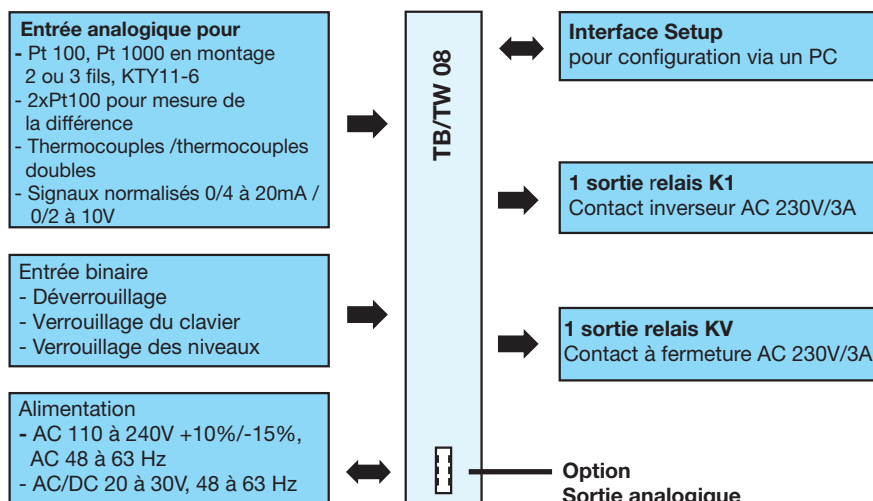 Entrée analogique pour
- Pt 100, Pt 1000 en montage
2 ou 3 fils, KTY11-6
- 2xPt100 pour mesure de
la différence
- Thermocouples /thermocouples
doubles
- Signaux normalisés 0/4 à 20mA /
0/2 à 10V
Entrée binaire
- Déverrouillage
- Verrouillage du clavier
- Verrouillage des niveaux
Alimentation
- AC 110 à 240V +10%/-15%,
AC 48 à 63 Hz
- AC/DC 20 à 30V, 48 à 63 Hz
TB/TW 08
Interface Setup
pour configuration via un PC
1 sortie relais K1
Contact inverseur AC 230V/3A
1 sortie relais KV
Contact à fermeture AC 230V/3A
Option
Sortie analogique